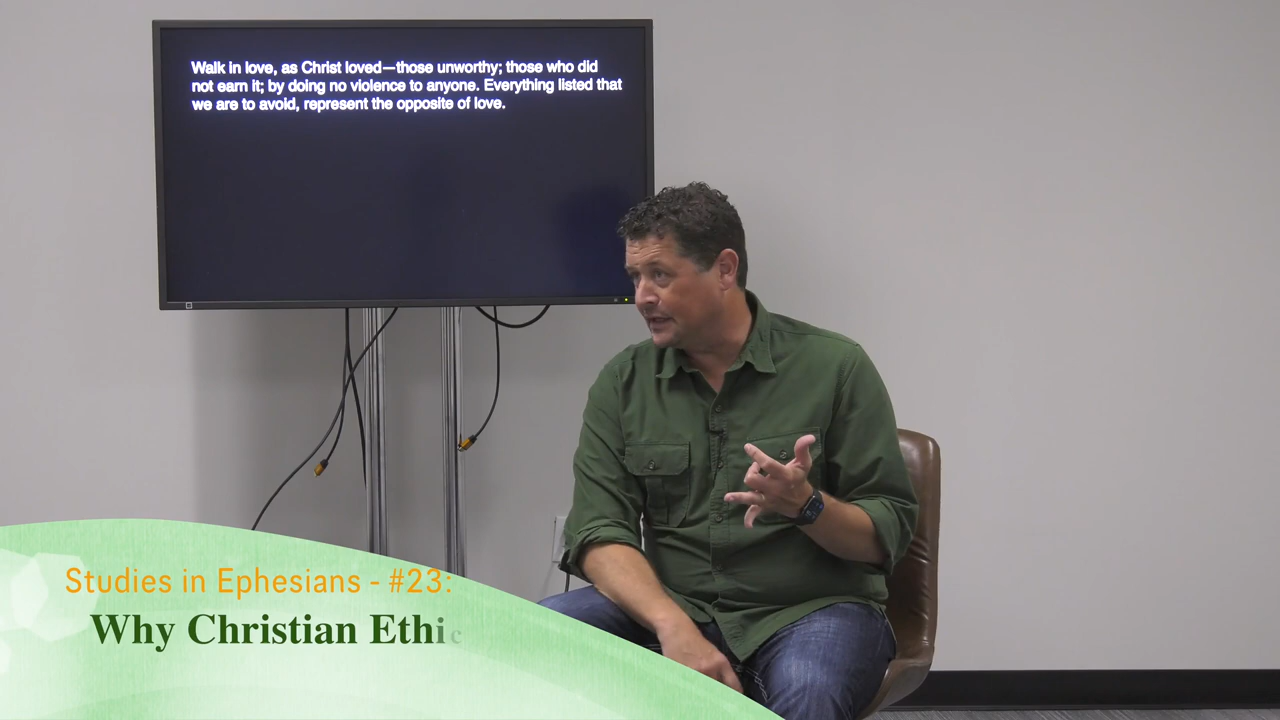 Walk in love, as Christ loved—those unworthy; those who did
not earn it; by doing no violence to anyone. Everything listed that
we are to avoid, represent the opposite of love.
Studies in Ephesians - #23:
Why Christian Ethic